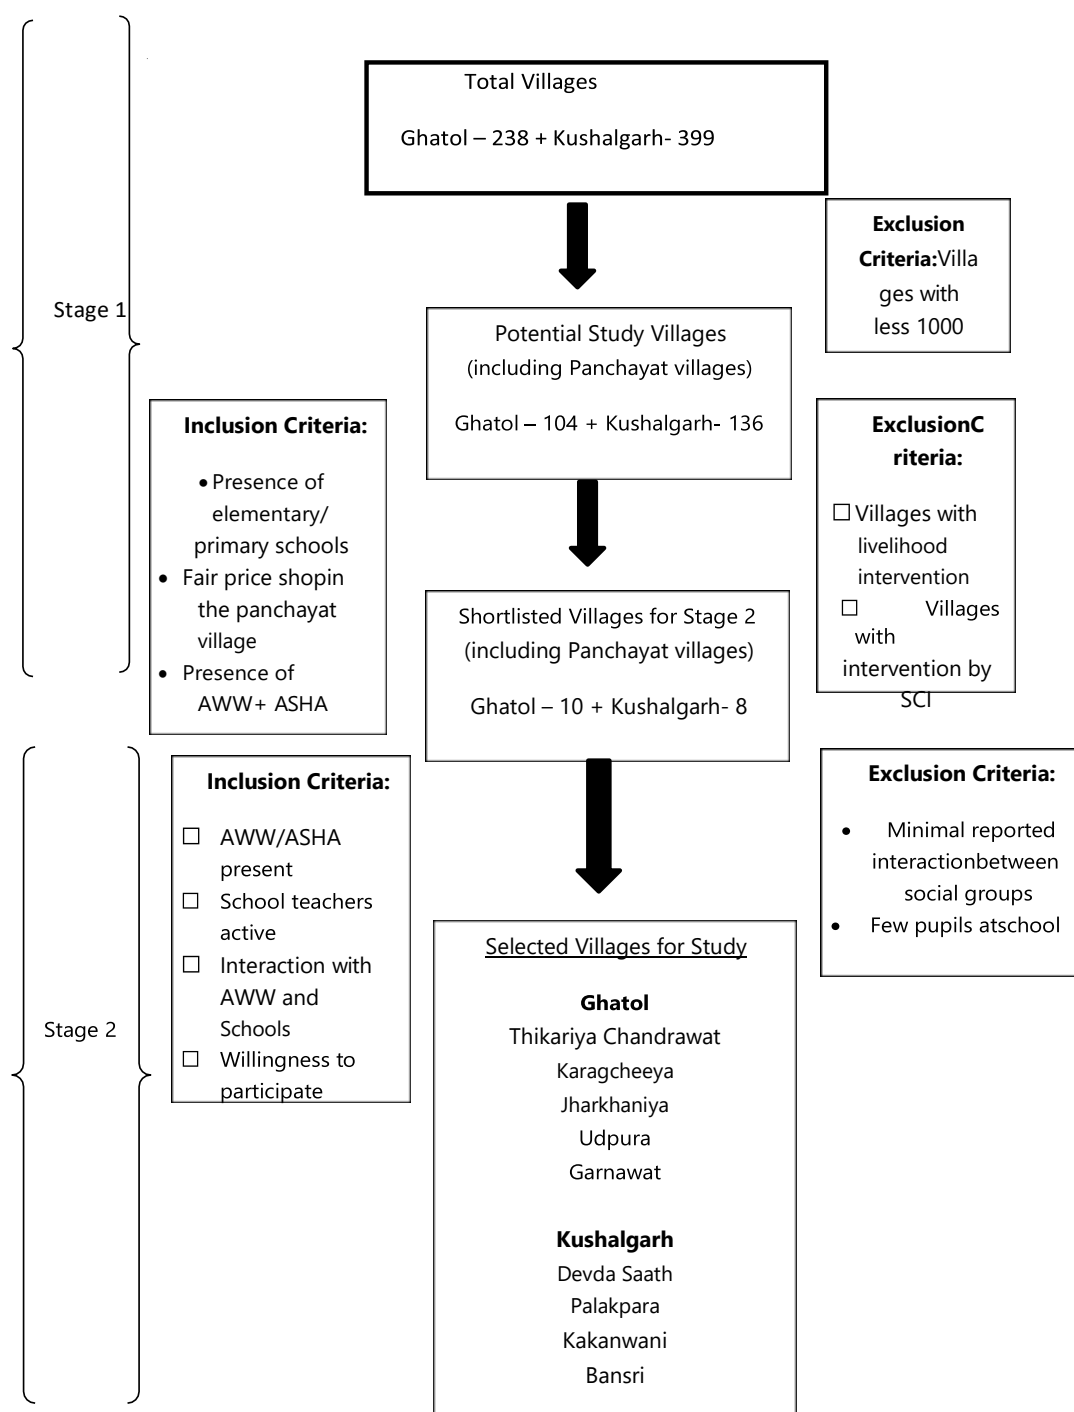 Total Villages
Ghatol – 238 + Kushalgarh- 399
Exclusion
Criteria:Villa
ges with
less 1000
Stage 1
Potential Study Villages
(including Panchayat villages)
Ghatol – 104 + Kushalgarh- 136
Inclusion Criteria:
• Presence of
elementary/
primary schools
• Fair price shopin
the panchayat
village
• Presence of
AWW+ ASHA
ExclusionC
riteria:
□ Villages with
livelihood
intervention
□ Villages
with
intervention by
SCI
Shortlisted Villages for Stage 2
(including Panchayat villages)
Ghatol – 10 + Kushalgarh- 8
Stage 2
Inclusion Criteria:
□ AWW/ASHA
present
□ School teachers
active
□ Interaction with
AWW and
Schools
□ Willingness to
participate
Exclusion Criteria:
• Minimal reported
interactionbetween
social groups
• Few pupils atschool
Selected Villages for Study
Ghatol
Thikariya Chandrawat
Karagcheeya
Jharkhaniya
Udpura
Garnawat
Kushalgarh
Devda Saath
Palakpara
Kakanwani
Bansri